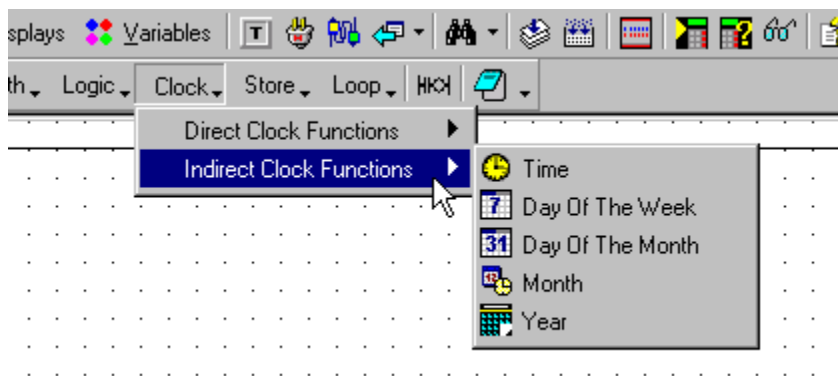 splays Variables
th Logic Clock Store Loop
Direct Clock Functions
Indirect Clock Functions
Time
7 Day Of The Week
31 Day Of The Month
12 Month
Year